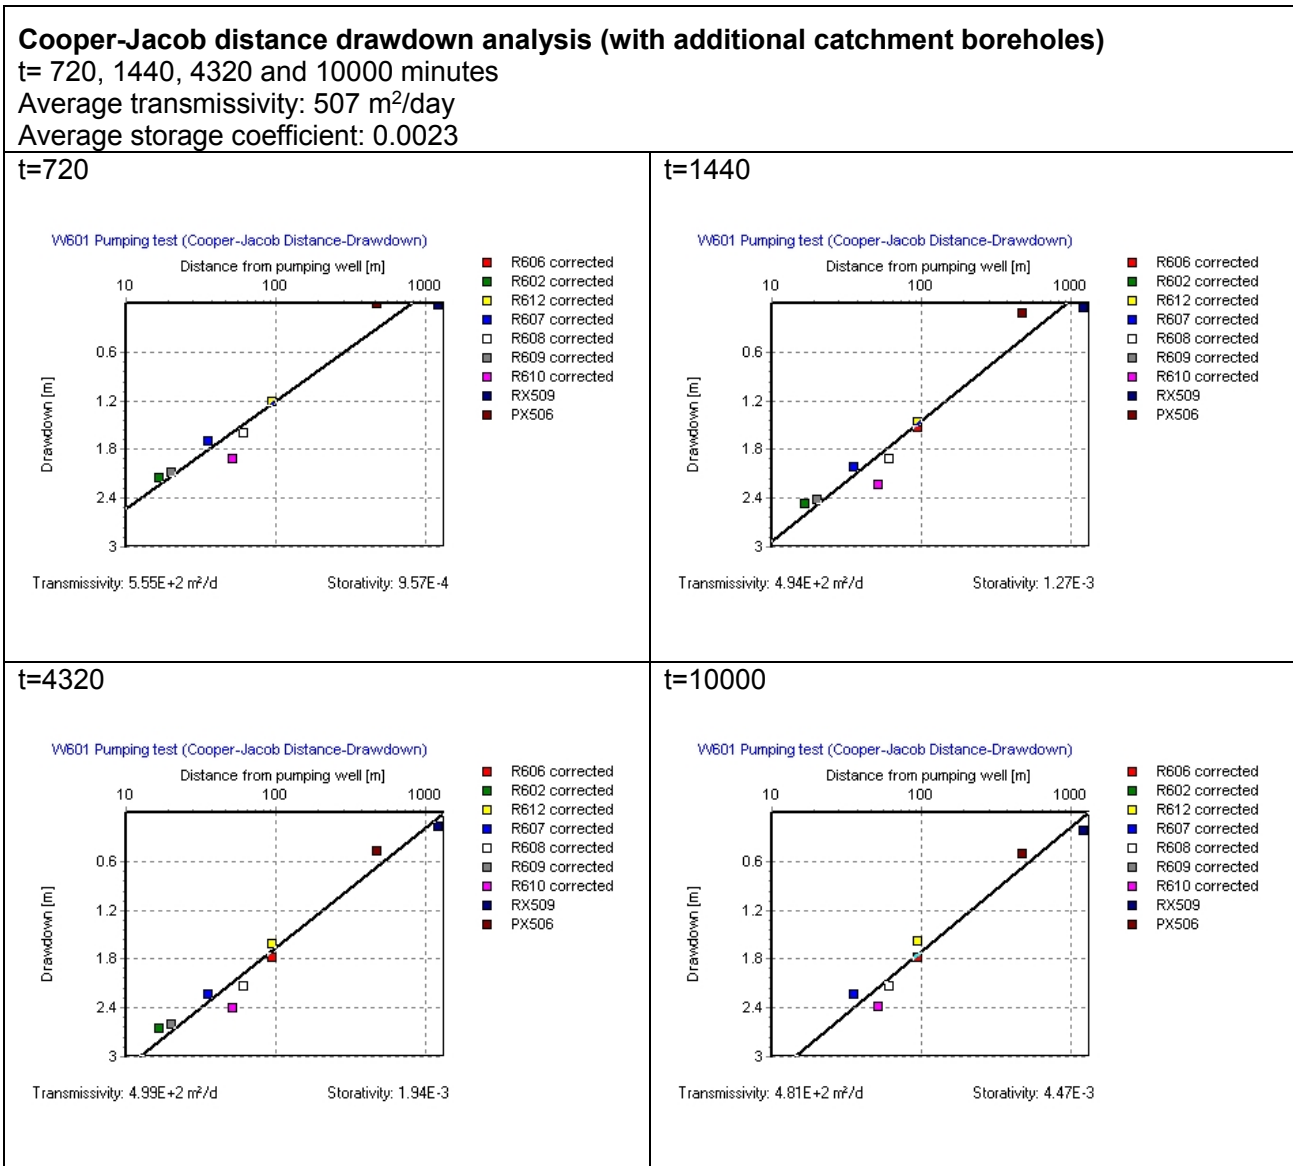 Cooper-Jacob distance drawdown analysis (with additional catchment boreholes)
t= 720, 1440, 4320 and 10000 minutes
Average transmissivity: 507 m²/day
Average storage coefficient: 0.0023
t=720
W601 Pumping test (Cooper-Jacob Distance-Drawdown)
Distance from pumping well [m]
10 100 1000
0.6
1.2
1.8
2.4
3
Drawdown [m]
R606 corrected
R602 corrected
R612 corrected
R607 corrected
R608 corrected
R609 corrected
R610 corrected
RX509
PX506
Transmissivity: 5.55E+2 m²/d Storativity: 9.57E-4
t=1440
W601 Pumping test (Cooper-Jacob Distance-Drawdown)
Distance from pumping well [m]
10 100 1000
0.6
1.2
1.8
2.4
3
Drawdown [m]
R606 corrected
R602 corrected
R612 corrected
R607 corrected
R608 corrected
R609 corrected
R610 corrected
RX509
PX506
Transmissivity: 4.94E+2 m²/d Storativity: 1.27E-3
t=4320
W601 Pumping test (Cooper-Jacob Distance-Drawdown)
Distance from pumping well [m]
10 100 1000
0.6
1.2
1.8
2.4
3
Drawdown [m]
R606 corrected
R602 corrected
R612 corrected
R607 corrected
R608 corrected
R609 corrected
R610 corrected
RX509
PX506
Transmissivity: 4.99E+2 m²/d Storativity: 1.94E-3
t=10000
W601 Pumping test (Cooper-Jacob Distance-Drawdown)
Distance from pumping well [m]
10 100 1000
0.6
1.2
1.8
2.4
3
Drawdown [m]
R606 corrected
R602 corrected
R612 corrected
R607 corrected
R608 corrected
R609 corrected
R610 corrected
RX509
PX506
Transmissivity: 4.81E+2 m²/d Storativity: 4.47E-3